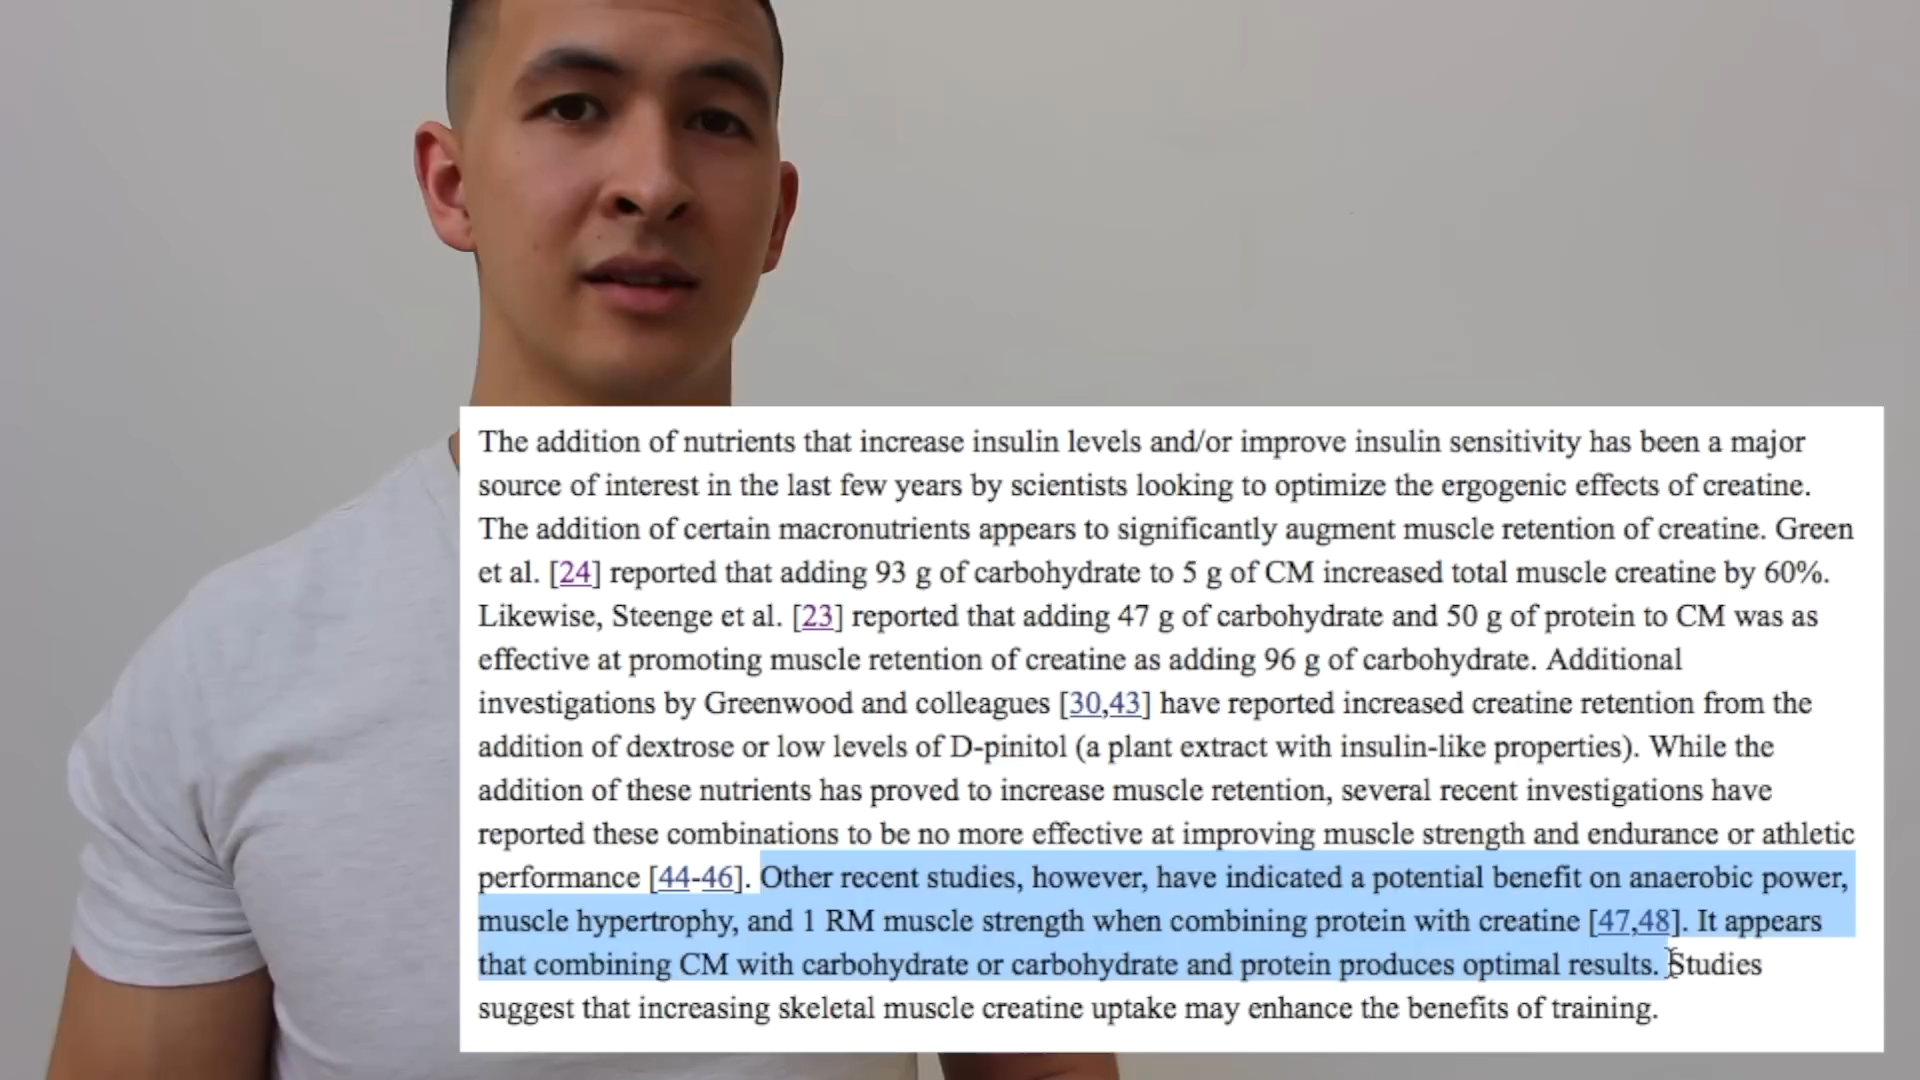 The addition of nutrients that increase insulin levels and/or improve insulin sensitivity has been a major
source of interest in the last few years by scientists looking to optimize the ergogenic effects of creatine.
The addition of certain macronutrients appears to significantly augment muscle retention of creatine. Green
et al. [24] reported that adding 93 g of carbohydrate to 5 g of CM increased total muscle creatine by 60%.
Likewise, Steenge et al. [23] reported that adding 47 g of carbohydrate and 50 g of protein to CM was as
effective at promoting muscle retention of creatine as adding 96 g of carbohydrate. Additional
investigations by Greenwood and colleagues [30,43] have reported increased creatine retention from the
addition of dextrose or low levels of D-pinitol (a plant extract with insulin-like properties). While the
addition of these nutrients has proved to increase muscle retention, several recent investigations have
reported these combinations to be no more effective at improving muscle strength and endurance or athletic
performance [44-46]. Other recent studies, however, have indicated a potential benefit on anaerobic power,
muscle hypertrophy, and 1 RM muscle strength when combining protein with creatine [47,48]. It appears
that combining CM with carbohydrate or carbohydrate and protein produces optimal results. Studies
suggest that increasing skeletal muscle creatine uptake may enhance the benefits of training.